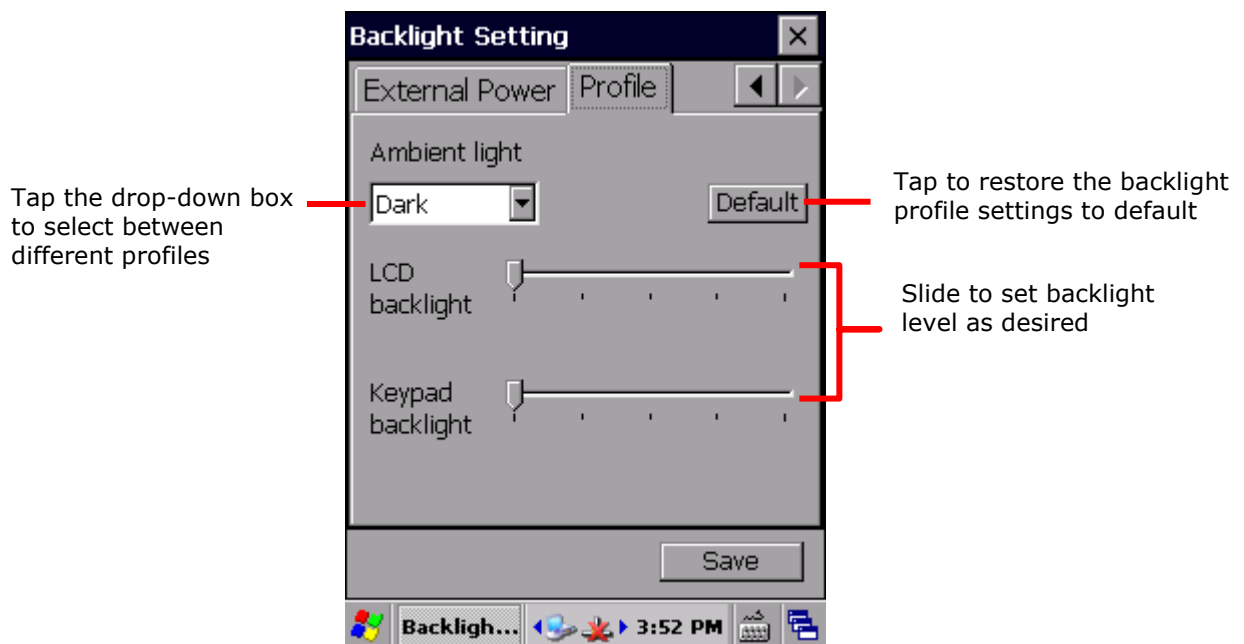 Backlight Setting
External Power Profile
Ambient light
Tap the drop-down box
to select between
different profiles
Dark
Default
Tap to restore the backlight
profile settings to default
LCD
backlight
Slide to set backlight
level as desired
Keypad
backlight
Save
Backligh... 3:52 PM